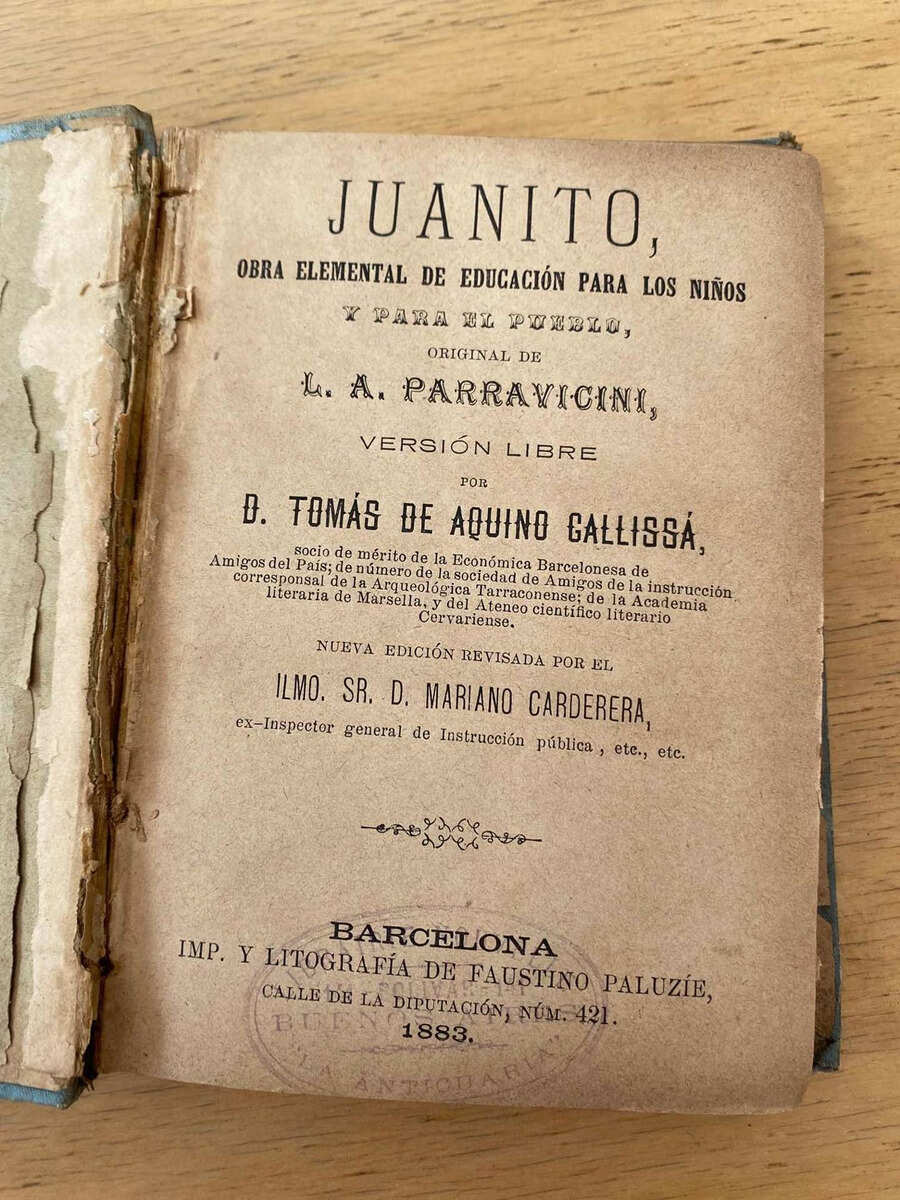 JUANITO,
OBRA ELEMENTAL DE EDUCACIÓN PARA LOS NIÑOS
Y PARA EL PUEBLO,
ORIGINAL DE
L. A. PARRAVICINI,
VERSIÓN LIBRE
POR
D. TOMÁS DE AQUINO GALLISSÁ,
socio de mérito de la Económica Barcelonesa de
Amigos del País; de número de la sociedad de Amigos de la instrucción
corresponsal de la Arqueológica Tarraconense; de la Academia
literaria de Marsella, y del Ateneo científico literario
Cervariense.
NUEVA EDICIÓN REVISADA POR EL
ILMO. SR. D. MARIANO CARDERERA,
ex-Inspector general de Instrucción pública, etc., etc.
BARCELONA
IMP. Y LITOGRAFÍA DE FAUSTINO PALUZÍE,
CALLE DE LA DIPUTACIÓN, NÚM. 421.
1883.
BOLIVAR
BUENOS AIRES
"LA ANTICUARIA"